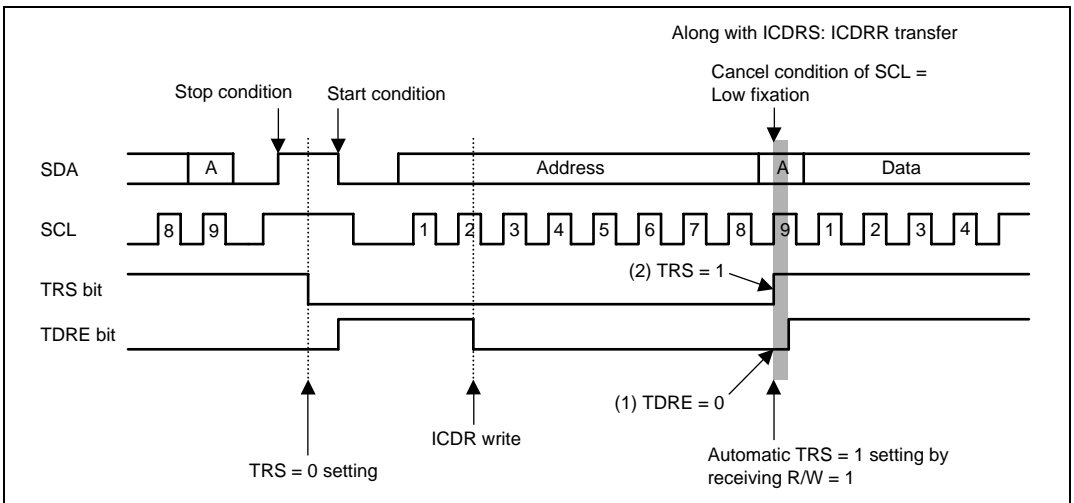 Along with ICDRS: ICDRR transfer
Cancel condition of SCL =
Low fixation
Stop condition
Start condition
SDA
A
Address
A
Data
SCL
8 9 1 2 3 4 5 6 7 8 9 1 2 3 4
(2) TRS = 1
TRS bit
TDRE bit
(1) TDRE = 0
ICDR write
TRS = 0 setting
Automatic TRS = 1 setting by
receiving R/W = 1